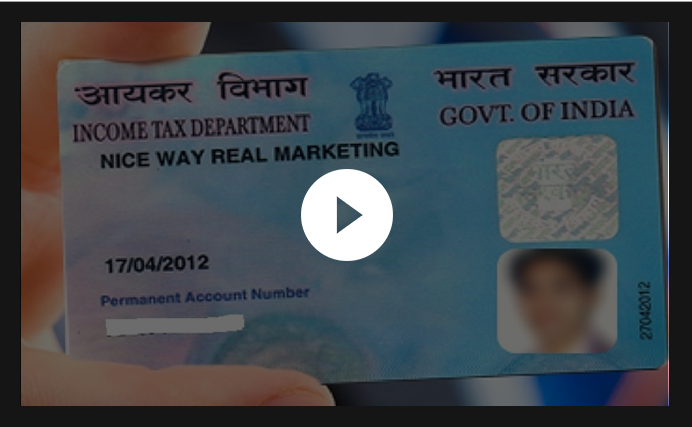 आयकर विभाग
INCOME TAX DEPARTMENT
भारत सरकार
GOVT. OF INDIA
NICE WAY REAL MARKETING
17/04/2012
Permanent Account Number
27042012